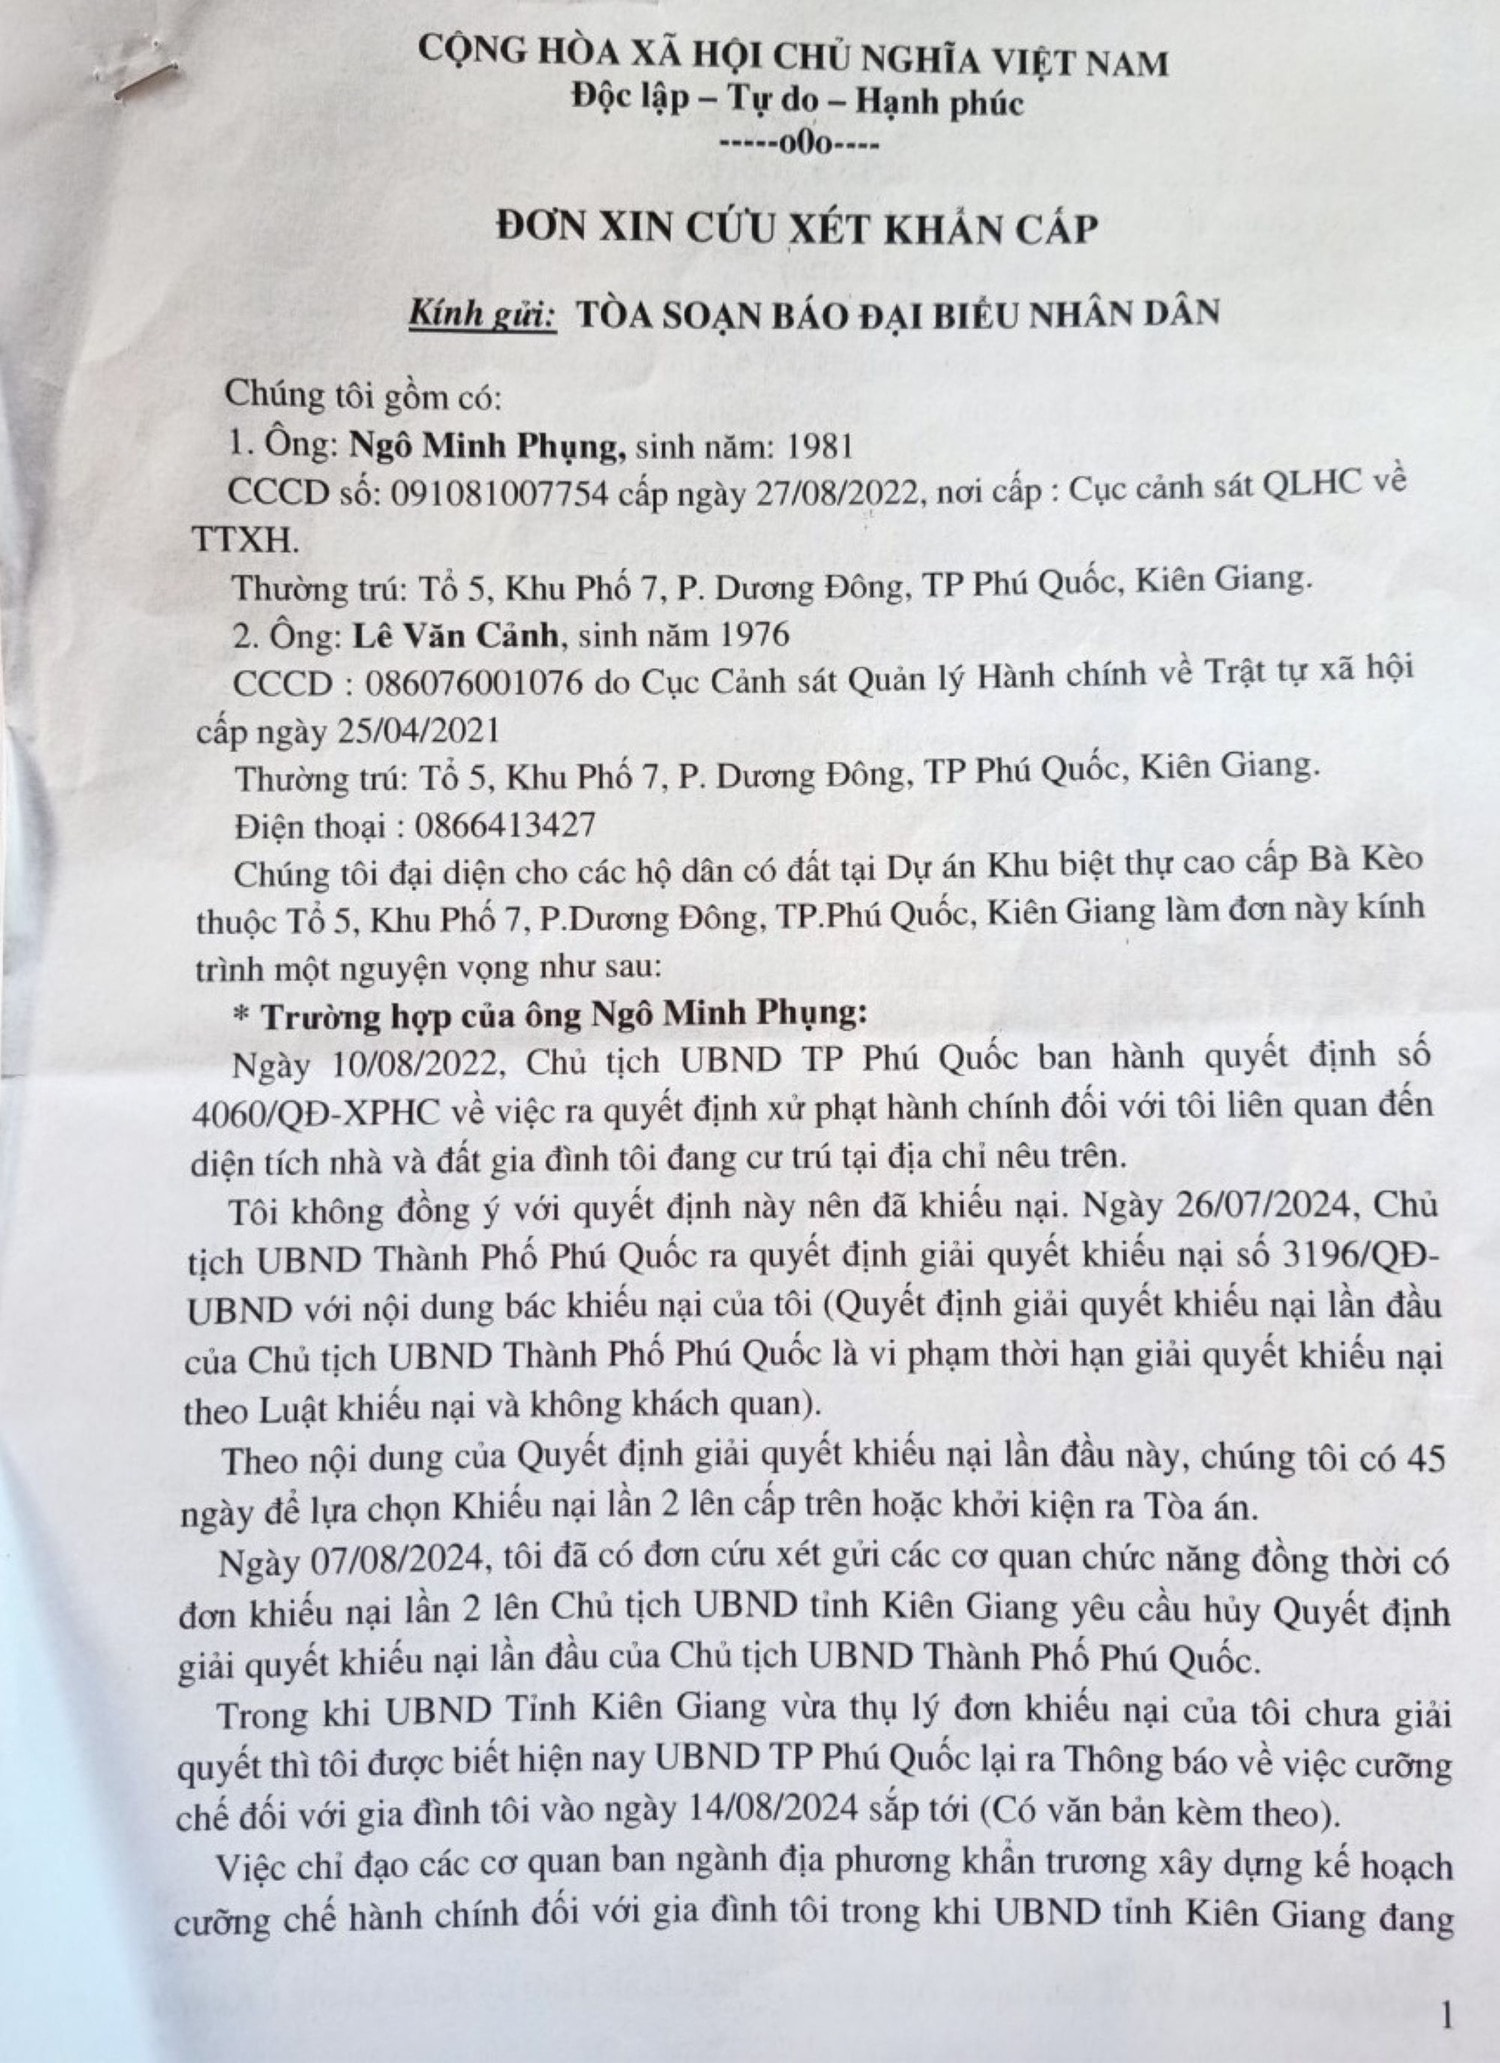 CỘNG HÒA XÃ HỘI CHỦ NGHĨA VIỆT NAM
Độc lập – Tự do – Hạnh phúc
-----o0o----
ĐƠN XIN CỨU XÉT KHẨN CẤP
Kính gửi: TÒA SOẠN BÁO ĐẠI BIỂU NHÂN DÂN
Chúng tôi gồm có:
1. Ông: Ngô Minh Phụng, sinh năm: 1981
CCCD số: 091081007754 cấp ngày 27/08/2022, nơi cấp : Cục cảnh sát QLHC về
TTXH.
Thường trú: Tổ 5, Khu Phố 7, P. Dương Đông, TP Phú Quốc, Kiên Giang.
2. Ông: Lê Văn Cảnh, sinh năm 1976
CCCD : 086076001076 do Cục Cảnh sát Quản lý Hành chính về Trật tự xã hội
cấp ngày 25/04/2021
Thường trú: Tổ 5, Khu Phố 7, P. Dương Đông, TP Phú Quốc, Kiên Giang.
Điện thoại : 0866413427
Chúng tôi đại diện cho các hộ dân có đất tại Dự án Khu biệt thự cao cấp Bà Kèo
thuộc Tổ 5, Khu Phố 7, P.Dương Đông, TP.Phú Quốc, Kiên Giang làm đơn này kính
trình một nguyện vọng như sau:
* Trường hợp của ông Ngô Minh Phụng:
Ngày 10/08/2022, Chủ tịch UBND TP Phú Quốc ban hành quyết định số
4060/QĐ-XPHC về việc ra quyết định xử phạt hành chính đối với tôi liên quan đến
diện tích nhà và đất gia đình tôi đang cư trú tại địa chỉ nêu trên.
Tôi không đồng ý với quyết định này nên đã khiếu nại. Ngày 26/07/2024, Chủ
tịch UBND Thành Phố Phú Quốc ra quyết định giải quyết khiếu nại số 3196/QĐ-
UBND với nội dung bác khiếu nại của tôi (Quyết định giải quyết khiếu nại lần đầu
của Chủ tịch UBND Thành Phố Phú Quốc là vi phạm thời hạn giải quyết khiếu nại
theo Luật khiếu nại và không khách quan).
Theo nội dung của Quyết định giải quyết khiếu nại lần đầu này, chúng tôi có 45
ngày để lựa chọn Khiếu nại lần 2 lên cấp trên hoặc khởi kiện ra Tòa án.
Ngày 07/08/2024, tôi đã có đơn cứu xét gửi các cơ quan chức năng đồng thời có
đơn khiếu nại lần 2 lên Chủ tịch UBND tỉnh Kiên Giang yêu cầu hủy Quyết định
giải quyết khiếu nại lần đầu của Chủ tịch UBND Thành Phố Phú Quốc.
Trong khi UBND Tỉnh Kiên Giang vừa thụ lý đơn khiếu nại của tôi chưa giải
quyết thì tôi được biết hiện nay UBND TP Phú Quốc lại ra Thông báo về việc cưỡng
chế đối với gia đình tôi vào ngày 14/08/2024 sắp tới (Có văn bản kèm theo).
Việc chỉ đạo các cơ quan ban ngành địa phương khẩn trương xây dựng kế hoạch
cưỡng chế hành chính đối với gia đình tôi trong khi UBND tỉnh Kiên Giang đang
1